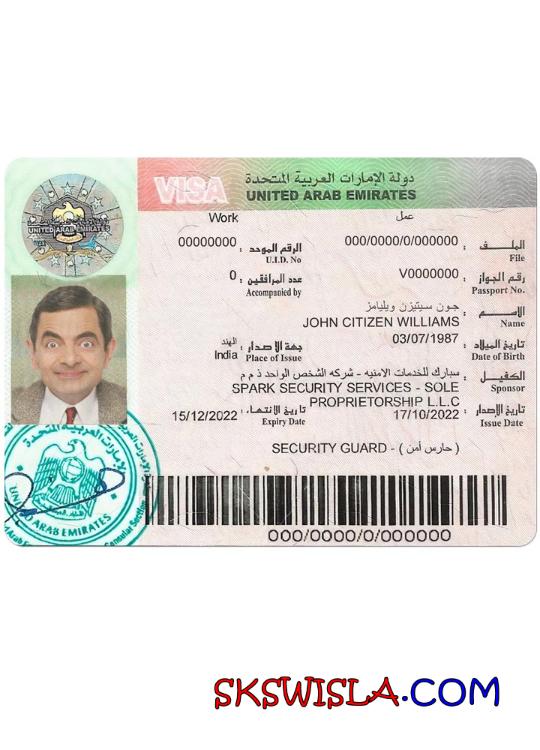 VISA دولة الإمارات العربية المتحدة
UNITED ARAB EMIRATES
Work عمل
UNITED ARAB EMIRATES
00000000 : الرقم الموحد 000/0000/0/000000 : الملف
U.I.D No File
0 : عدد المرافقين V0000000 : رقم الجواز
Accompanied by Passport No.
جون سيتيزن ويليامز : الاسم
JOHN CITIZEN WILLIAMS Name
الهند : جهة الاصدار 03/07/1987 : تاريخ الميلاد
India Place of Issue Date of Birth
سبارك للخدمات الامنيه - شركه الشخص الواحد ذ م م : الكفيل
SPARK SECURITY SERVICES - SOLE Sponsor
PROPRIETORSHIP L.L.C
15/12/2022 : تاريخ الانتهاء 17/10/2022 : تاريخ الإصدار
Expiry Date Issue Date
SECURITY GUARD - ( حارس أمن )
الإمارات العربية المتحدة
UNITED ARAB EMIRATES
Consular Section
000/0000/0/000000
SKSWISLA.COM